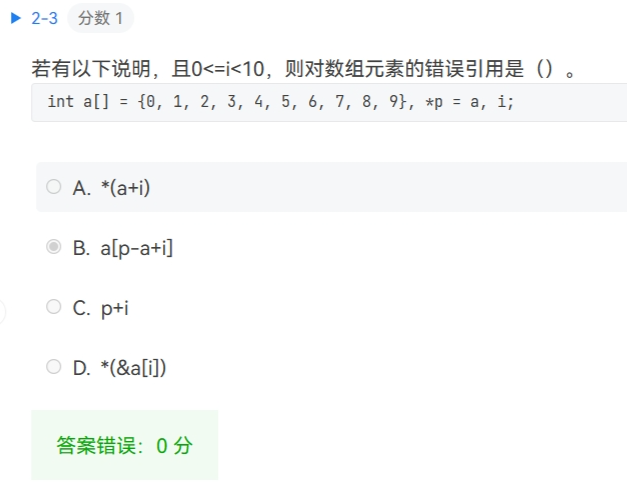 2-3 分数 1
若有以下说明，且0<=i<10，则对数组元素的错误引用是（）。
int a[] = {0, 1, 2, 3, 4, 5, 6, 7, 8, 9}, *p = a, i;
A. *(a+i)
B. a[p-a+i]
C. p+i
D. *(&a[i])
答案错误：0 分